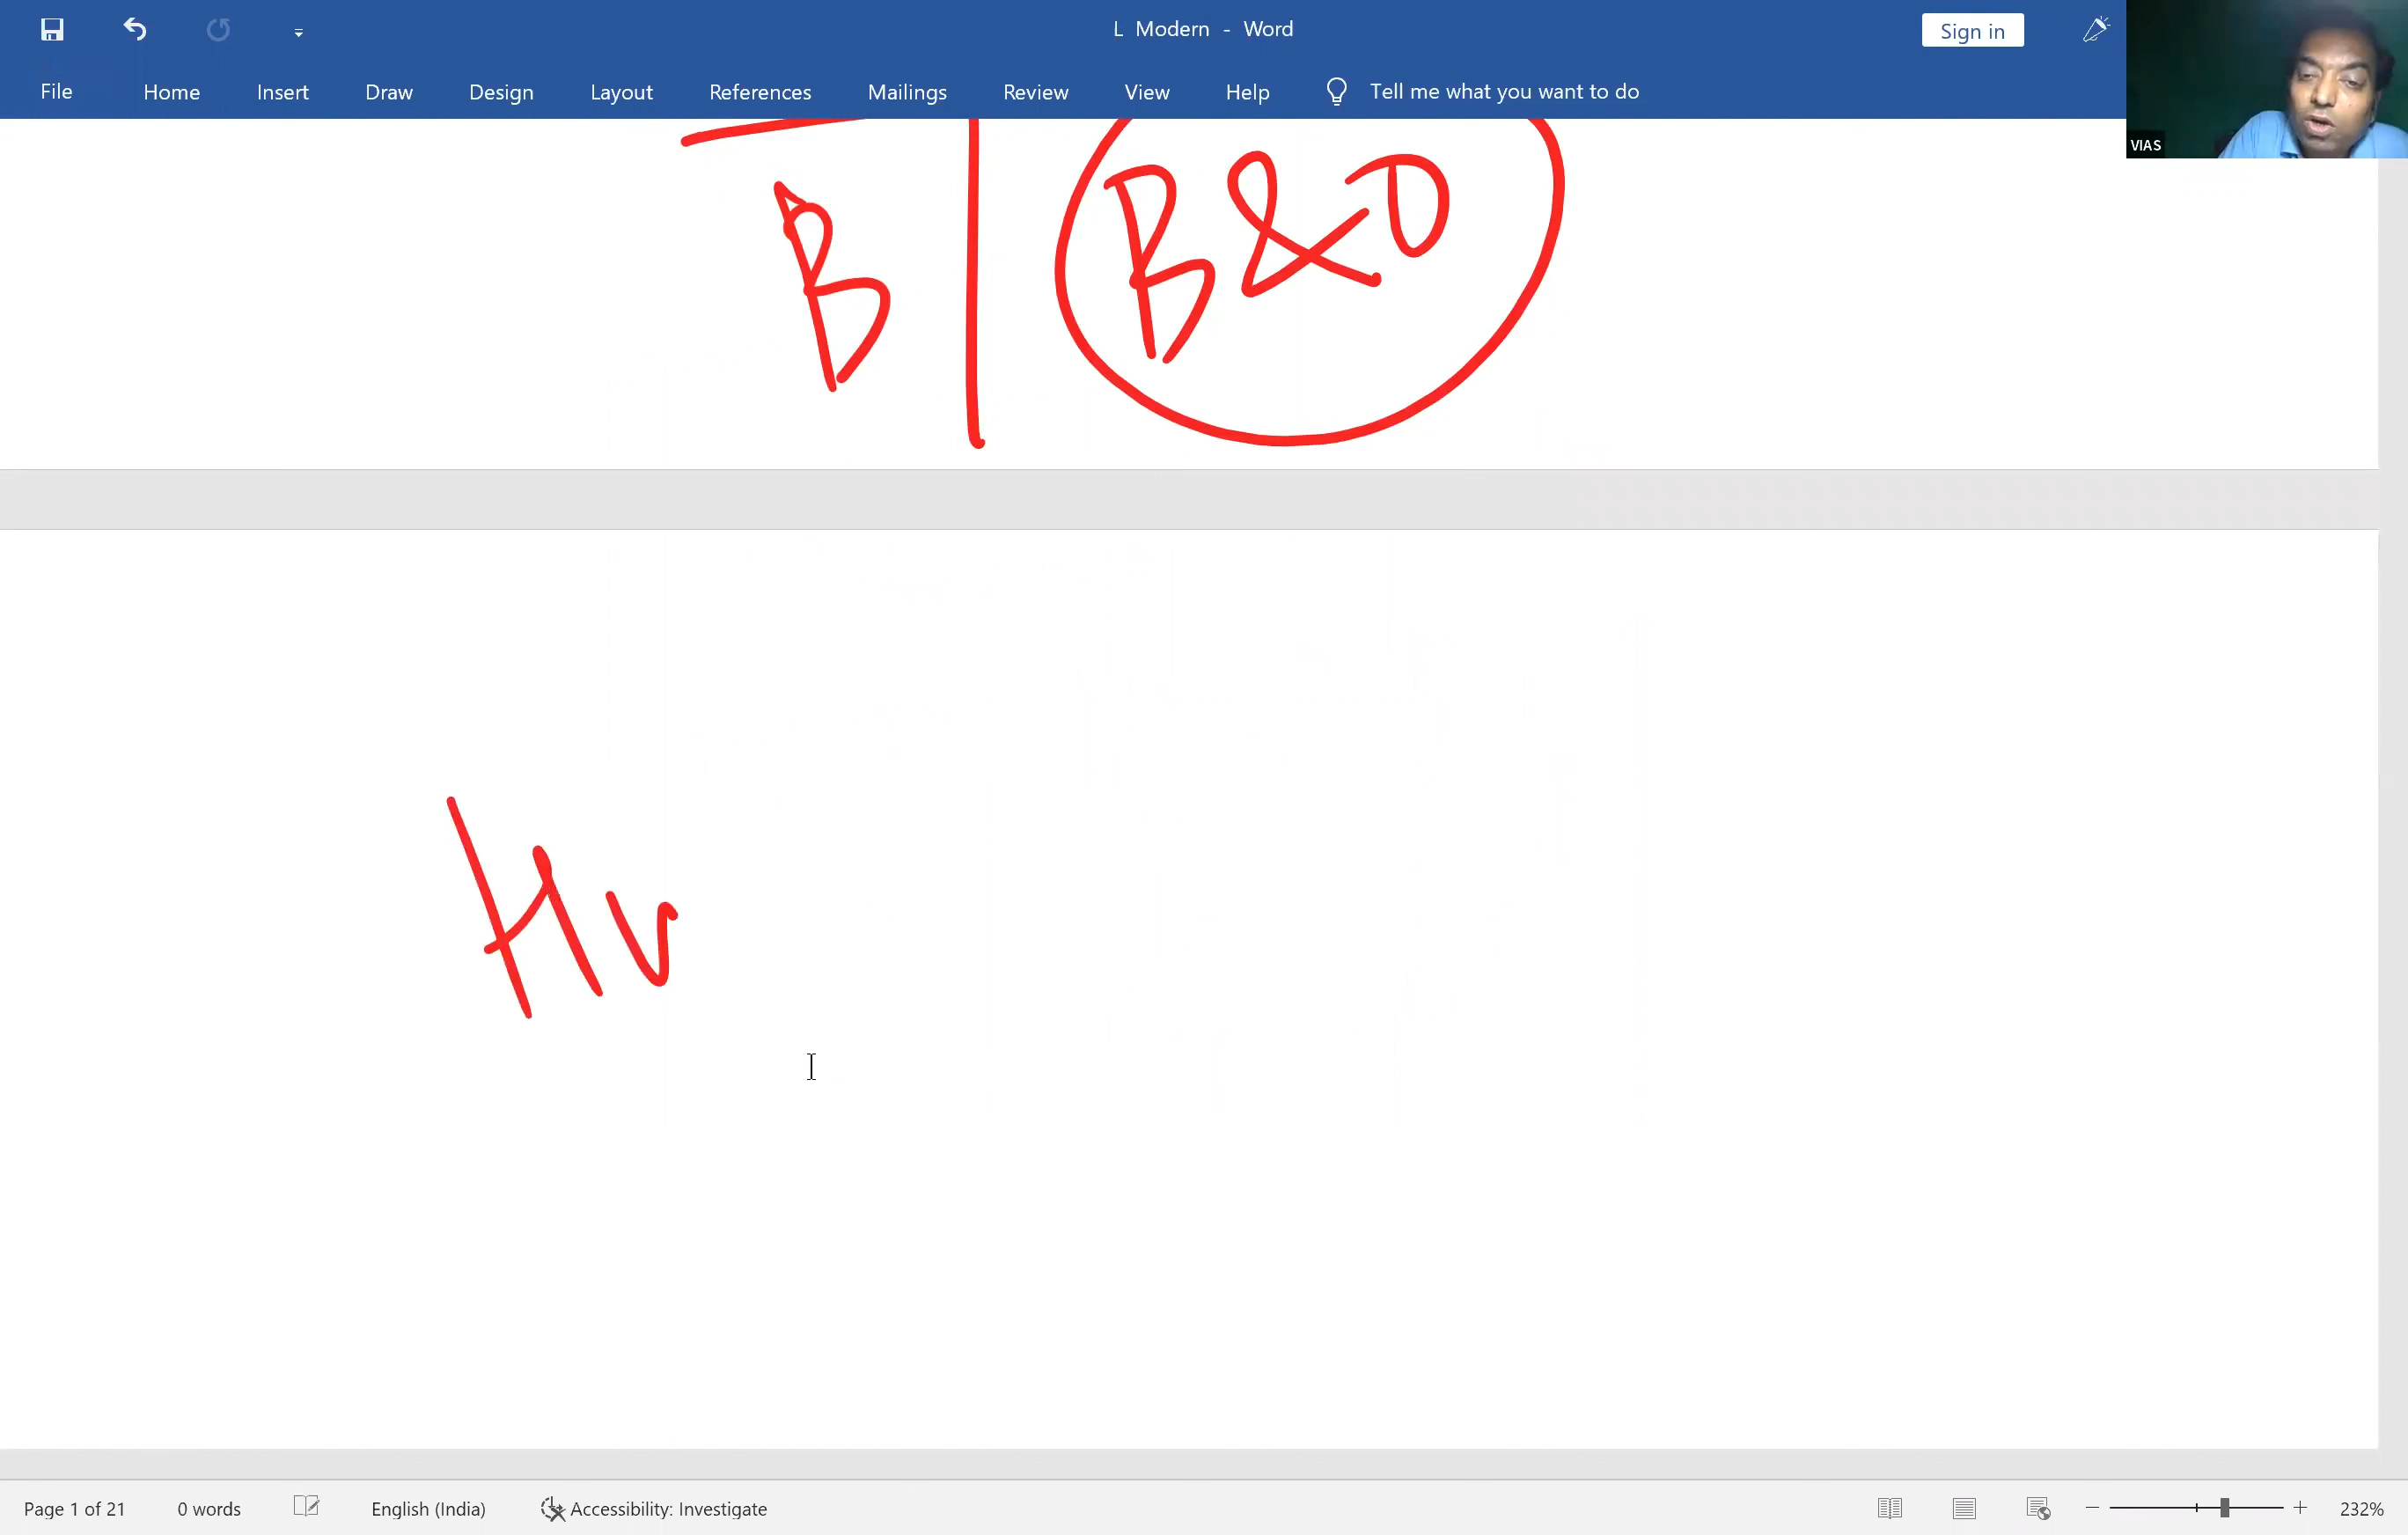 L Modern - Word
Sign in
File Home Insert Draw Design Layout References Mailings Review View Help Tell me what you want to do
VIAS
B B&O
Hu
Page 1 of 21 0 words English (India) Accessibility: Investigate 232%